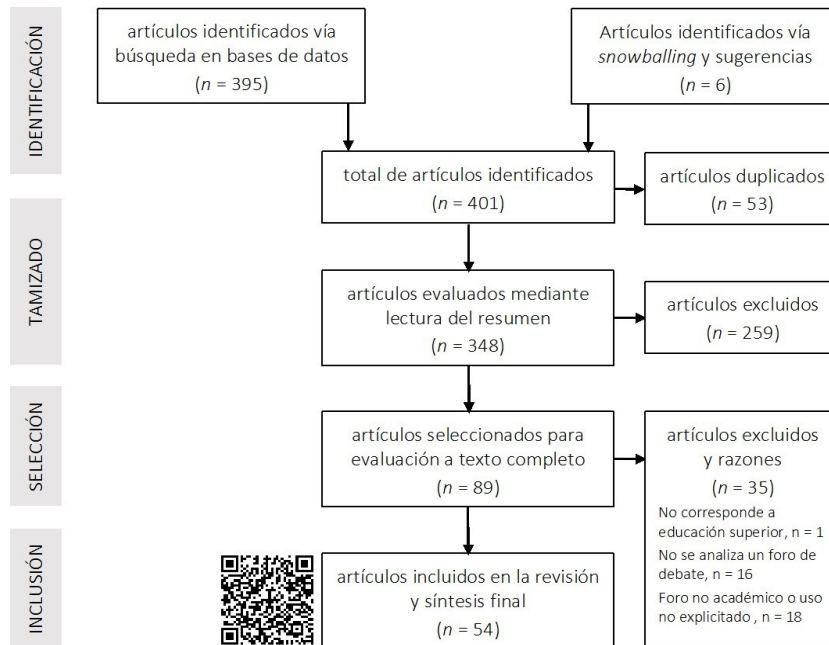 IDENTIFICACIÓN
artículos identificados vía
búsqueda en bases de datos
(n = 395)
Artículos identificados vía
snowballing y sugerencias
(n = 6)
total de artículos identificados
(n = 401)
artículos duplicados
(n = 53)
TAMIZADO
artículos evaluados mediante
lectura del resumen
(n = 348)
artículos excluidos
(n = 259)
SELECCIÓN
artículos seleccionados para
evaluación a texto completo
(n = 89)
artículos excluidos
y razones
(n = 35)
No corresponde a
educación superior, n = 1
No se analiza un foro de
debate, n = 16
Foro no académico o uso
no explicitado , n = 18
INCLUSIÓN
artículos incluidos en la revisión
y síntesis final
(n = 54)